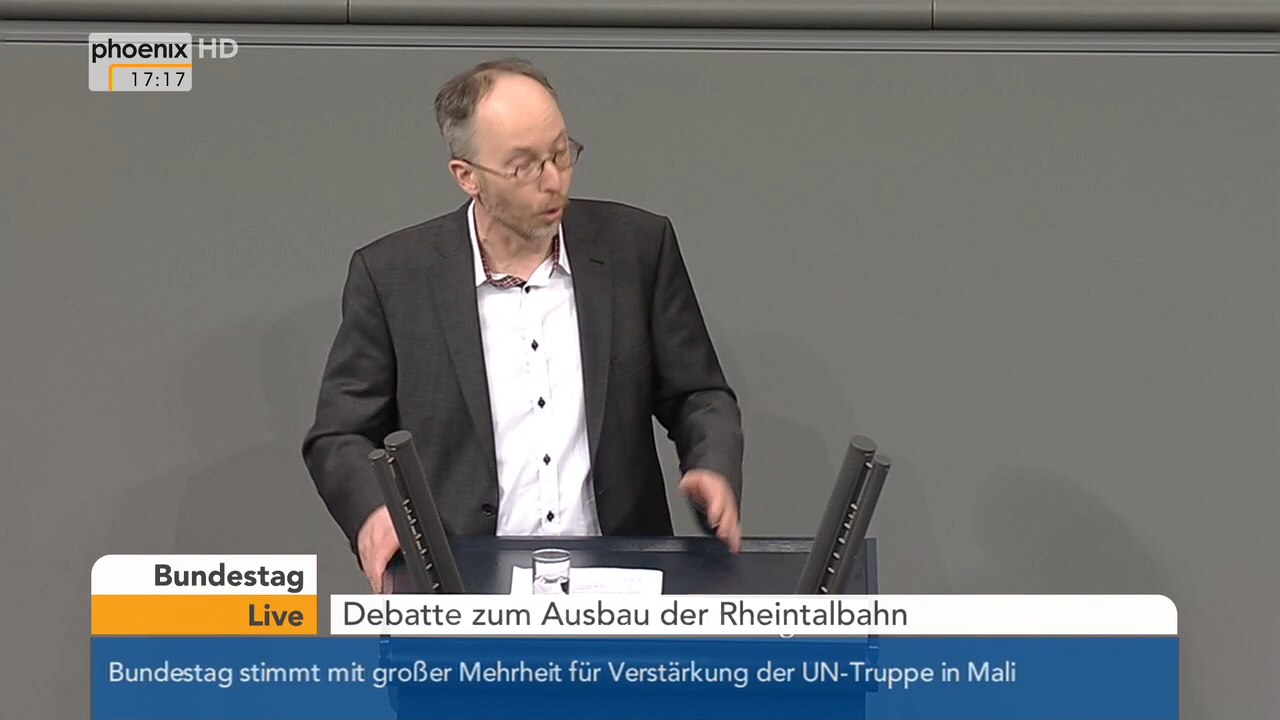 phoenix HD
17:17
Bundestag
Live
Debatte zum Ausbau der Rheintalbahn
Bundestag stimmt mit großer Mehrheit für Verstärkung der UN-Truppe in Mali